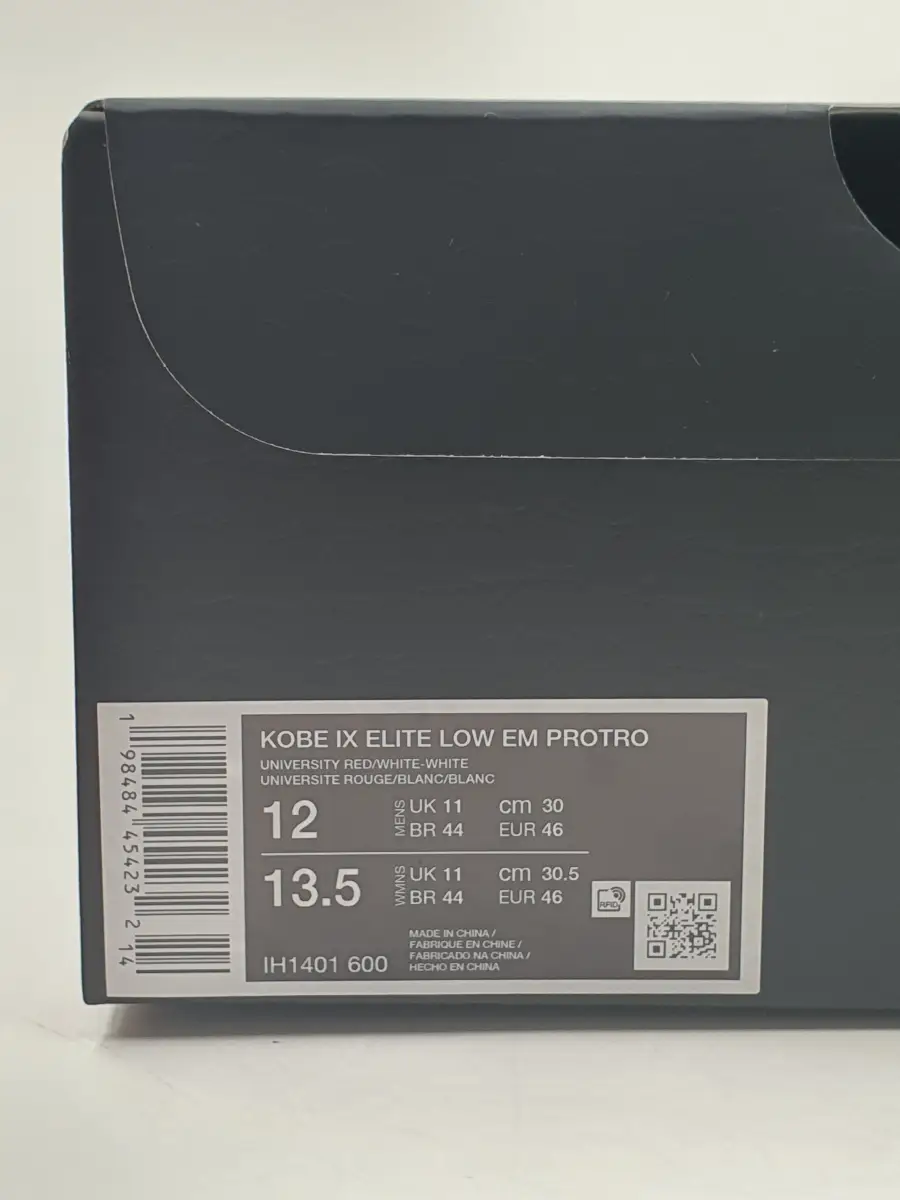 1 98484 45423 2 14
KOBE IX ELITE LOW EM PROTRO
UNIVERSITY RED/WHITE-WHITE
UNIVERSITE ROUGE/BLANC/BLANC
12 MENS UK 11 cm 30
BR 44 EUR 46
13.5 WMNS UK 11 cm 30.5
BR 44 EUR 46
RFID
MADE IN CHINA /
FABRIQUE EN CHINE /
FABRICADO NA CHINA /
HECHO EN CHINA
IH1401 600